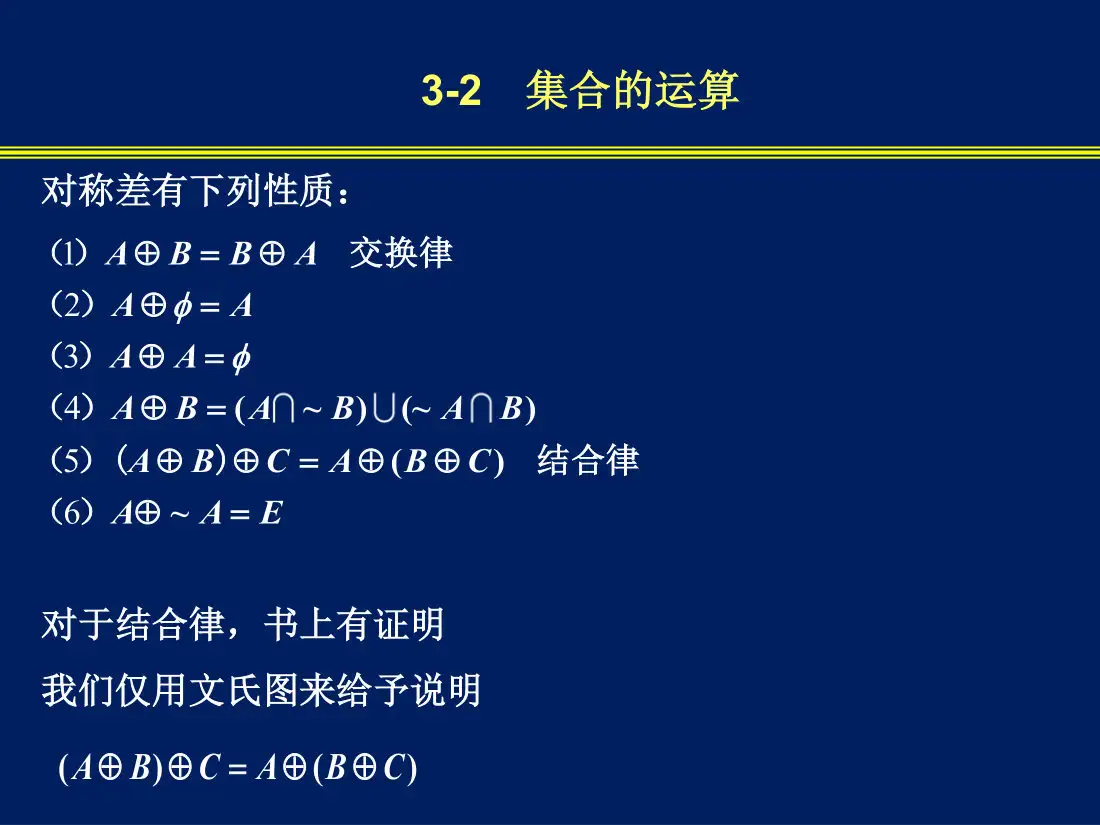 3-2 集合的运算
对称差有下列性质：
（1）A⊕B=B⊕A 交换律
（2）A⊕ϕ=A
（3）A⊕A=ϕ
（4）A⊕B=(A∩~B)∪(~A∩B)
（5）(A⊕B)⊕C=A⊕(B⊕C) 结合律
（6）A⊕~A=E
对于结合律，书上有证明
我们仅用文氏图来给予说明
(A⊕B)⊕C=A⊕(B⊕C)